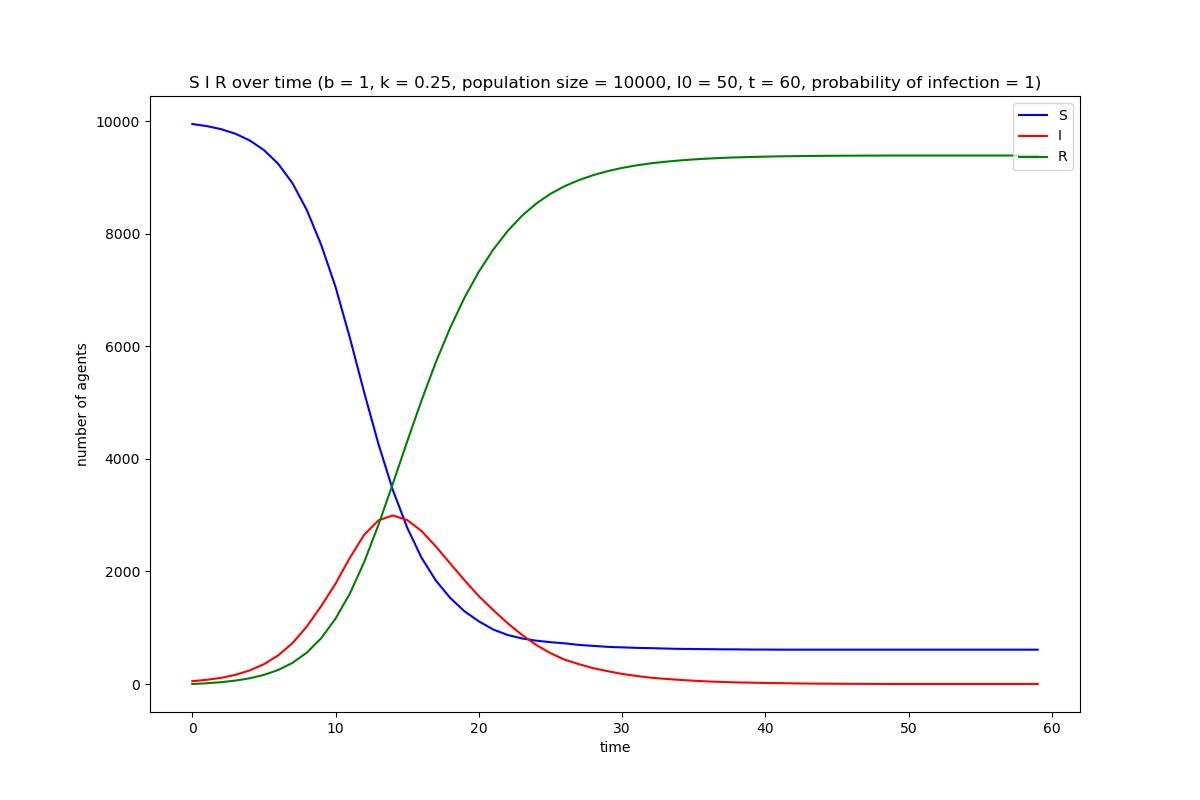 S I R over time (b = 1, k = 0.25, population size = 10000, I0 = 50, t = 60, probability of infection = 1)
S
I
R
10000
8000
6000
4000
2000
0
number of agents
0 10 20 30 40 50 60
time